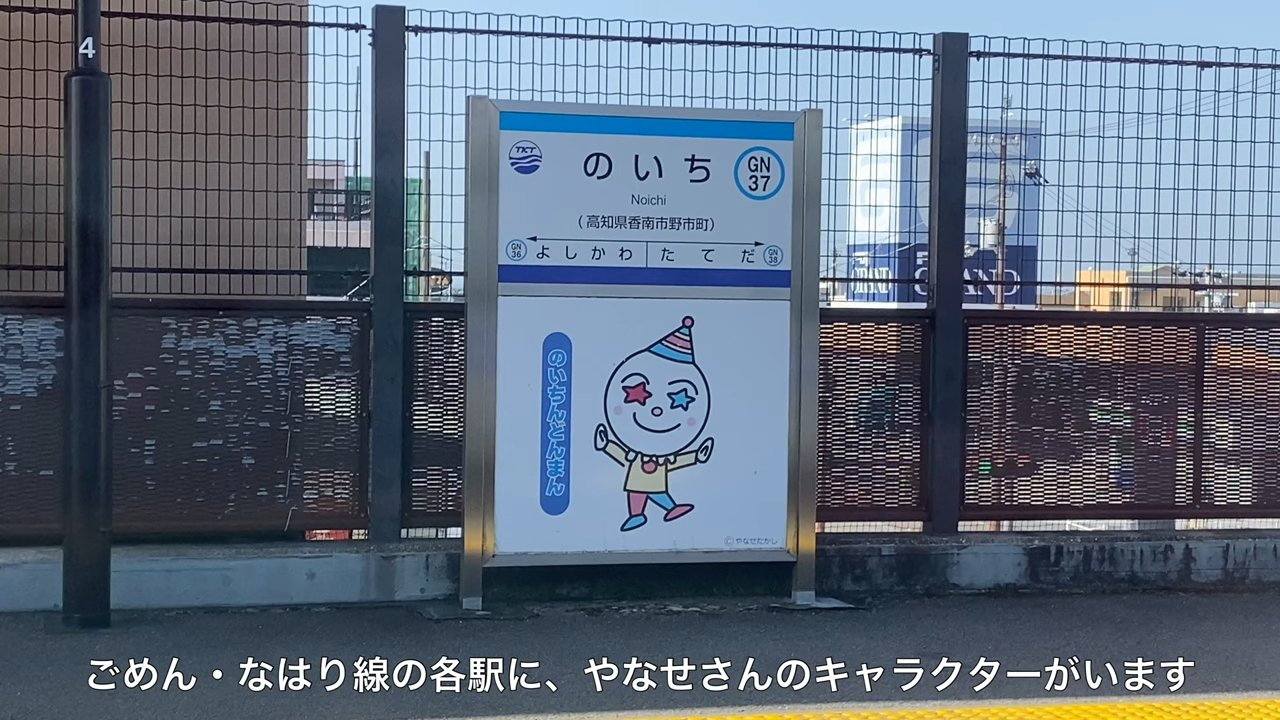 4
TKT
のいち
GN
37
Noichi
(高知県香南市野市町)
GN
36
よしかわ
たてだ
GN
38
GRAND
のいちんどんまん
©やなせたかし
ごめん・なはり線の各駅に、やなせさんのキャラクターがいます